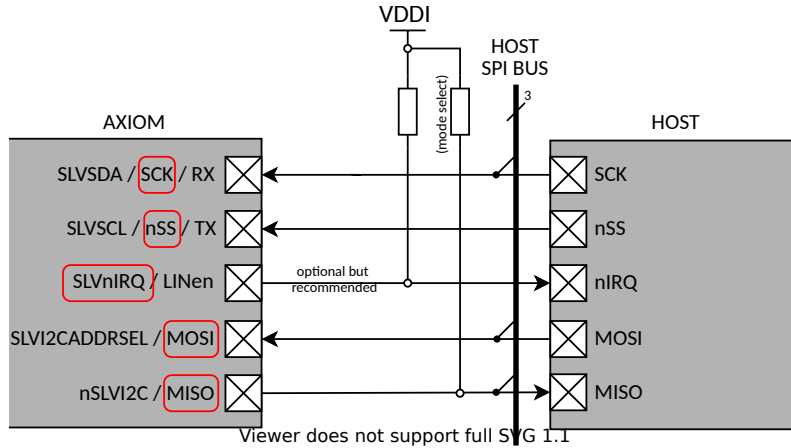 VDDI
HOST
SPI BUS
3
(mode select)
AXIOM
HOST
SLVSDA / SCK / RX
SCK
SLVSCL / nSS / TX
nSS
SLVnIRQ / LINen
optional but
recommended
nIRQ
SLVI2CADDRSEL / MOSI
MOSI
nSLVI2C / MISO
MISO
Viewer does not support full SVG 1.1